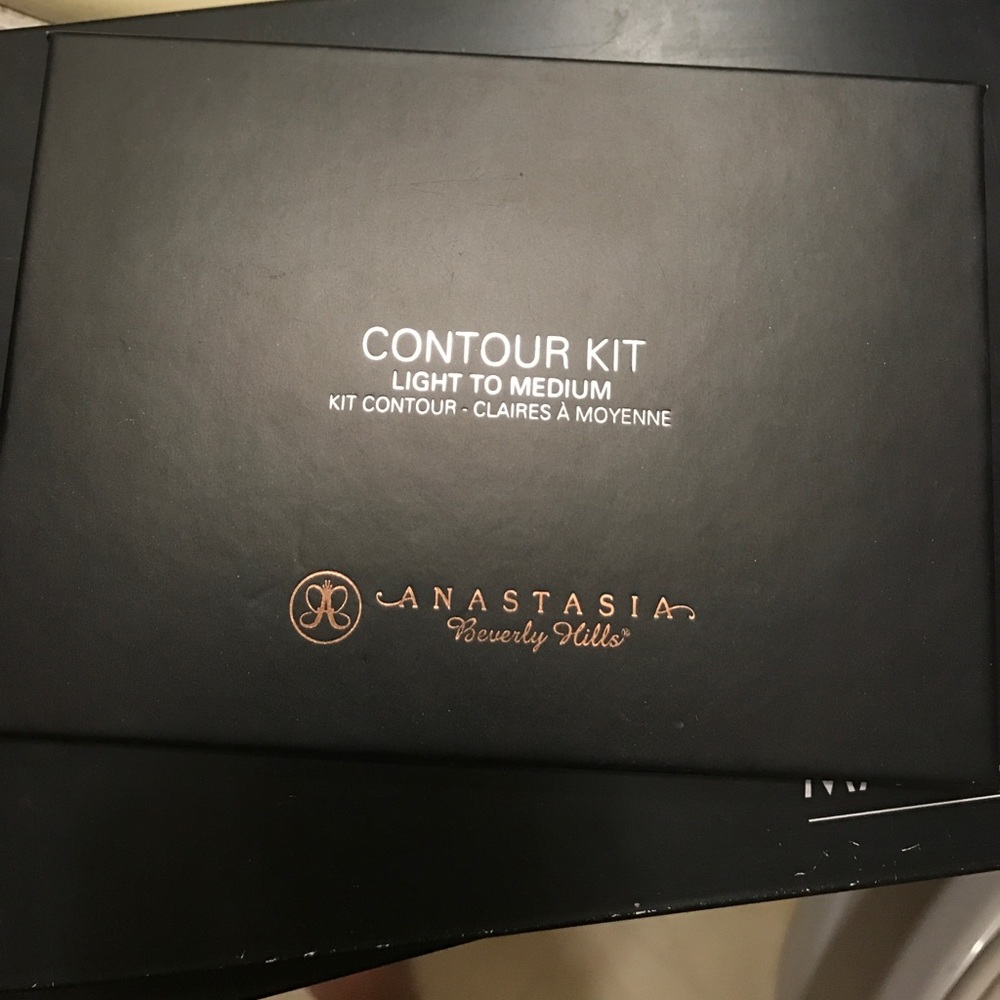 CONTOUR KIT
LIGHT TO MEDIUM
KIT CONTOUR - CLAIRES À MOYENNE
ANASTASIA
Beverly Hills®